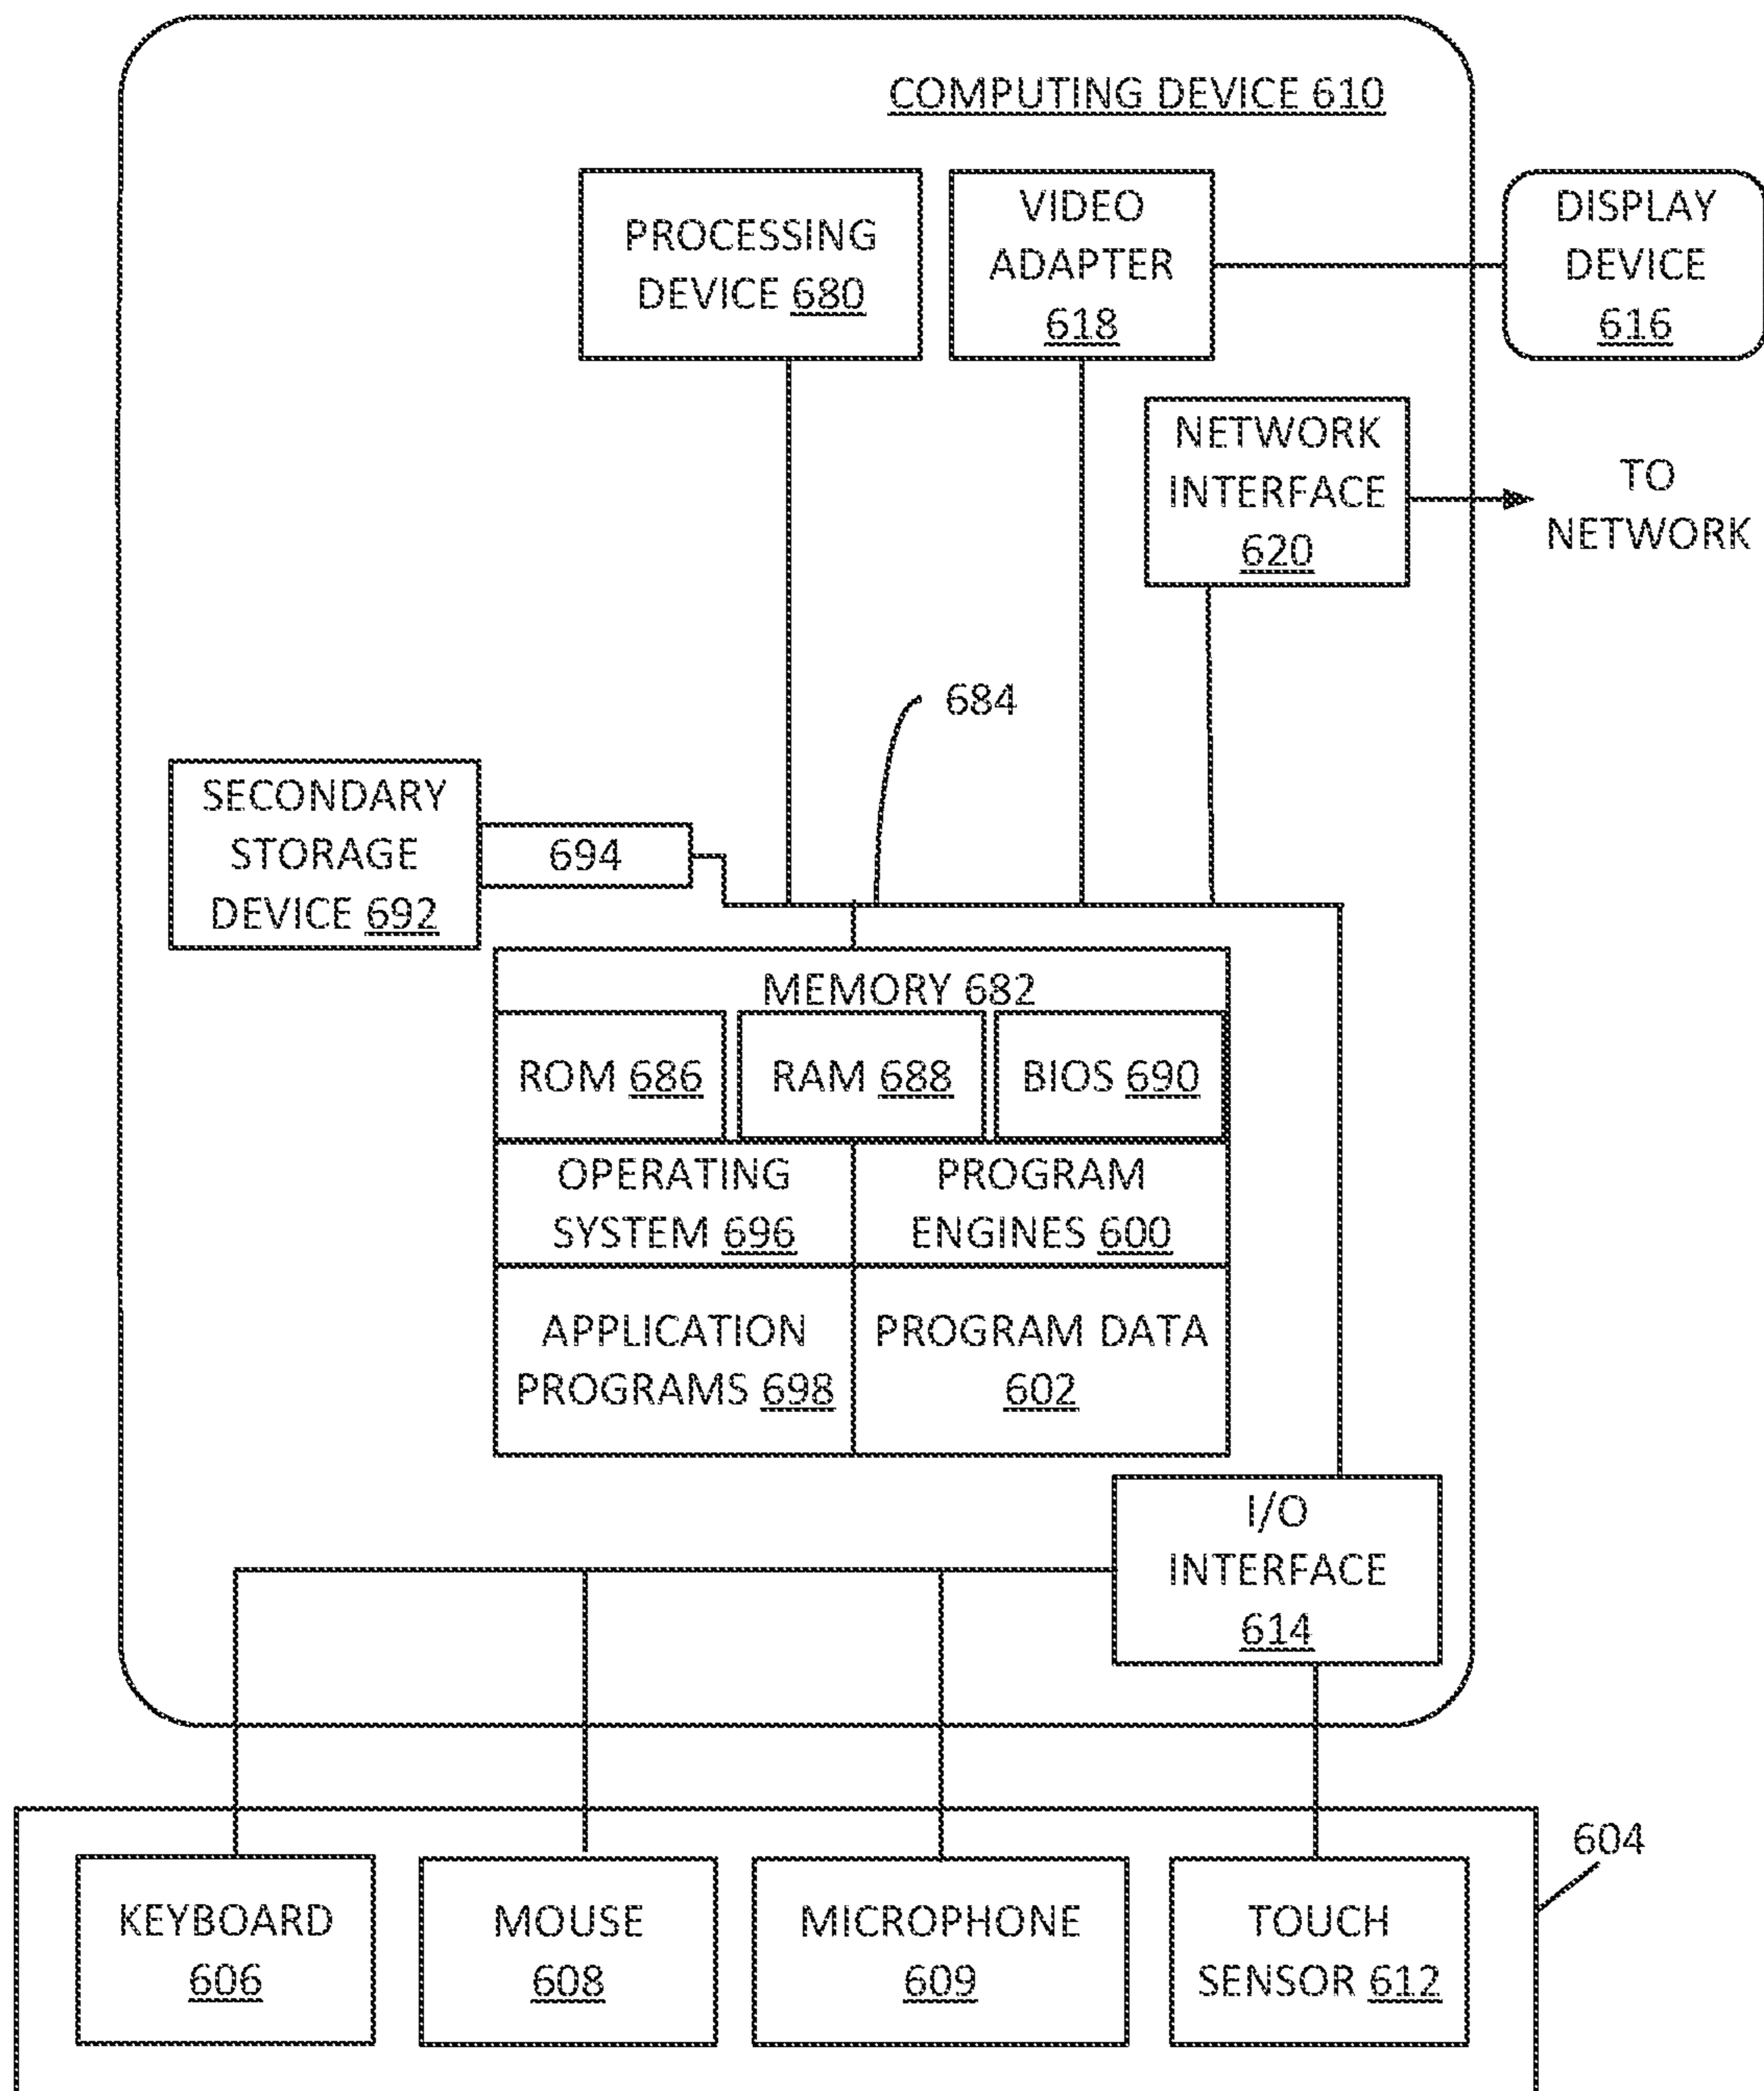 COMPUTING DEVICE 610
PROCESSING
DEVICE 680
VIDEO
ADAPTER
618
DISPLAY
DEVICE
616
NETWORK
INTERFACE
620
TO
NETWORK
684
SECONDARY
STORAGE
DEVICE 692
694
MEMORY 682
ROM 686
RAM 688
BIOS 690
OPERATING
SYSTEM 696
PROGRAM
ENGINES 600
APPLICATION
PROGRAMS 698
PROGRAM DATA
602
I/O
INTERFACE
614
604
KEYBOARD
606
MOUSE
608
MICROPHONE
609
TOUCH
SENSOR 612